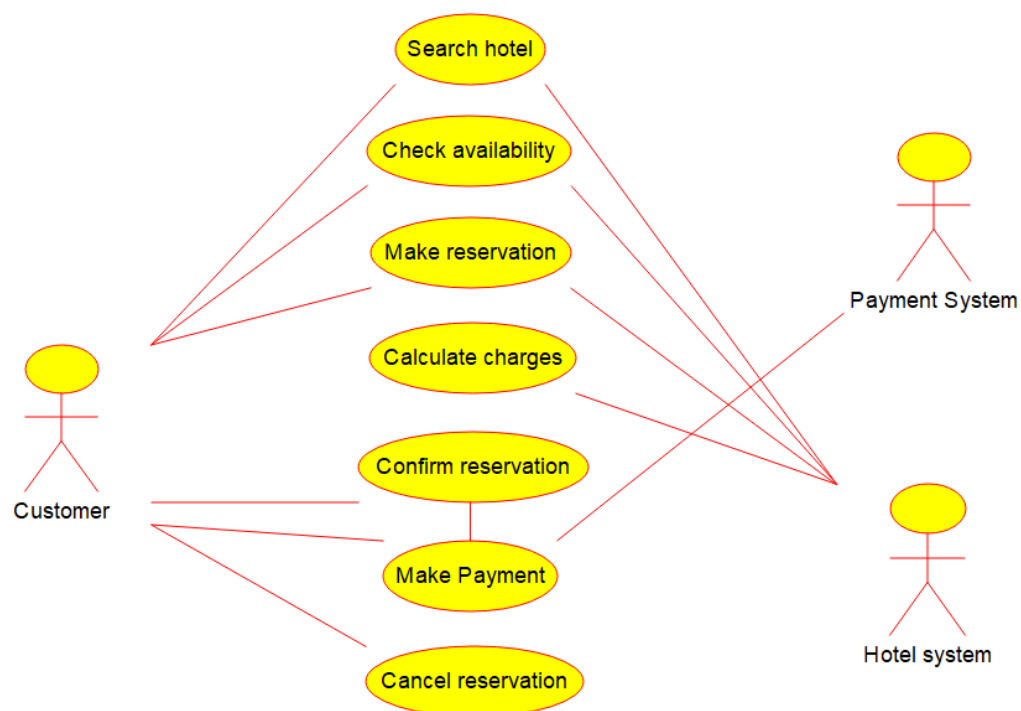 Search hotel
Check availability
Make reservation
Payment System
Calculate charges
Confirm reservation
Customer
Make Payment
Hotel system
Cancel reservation